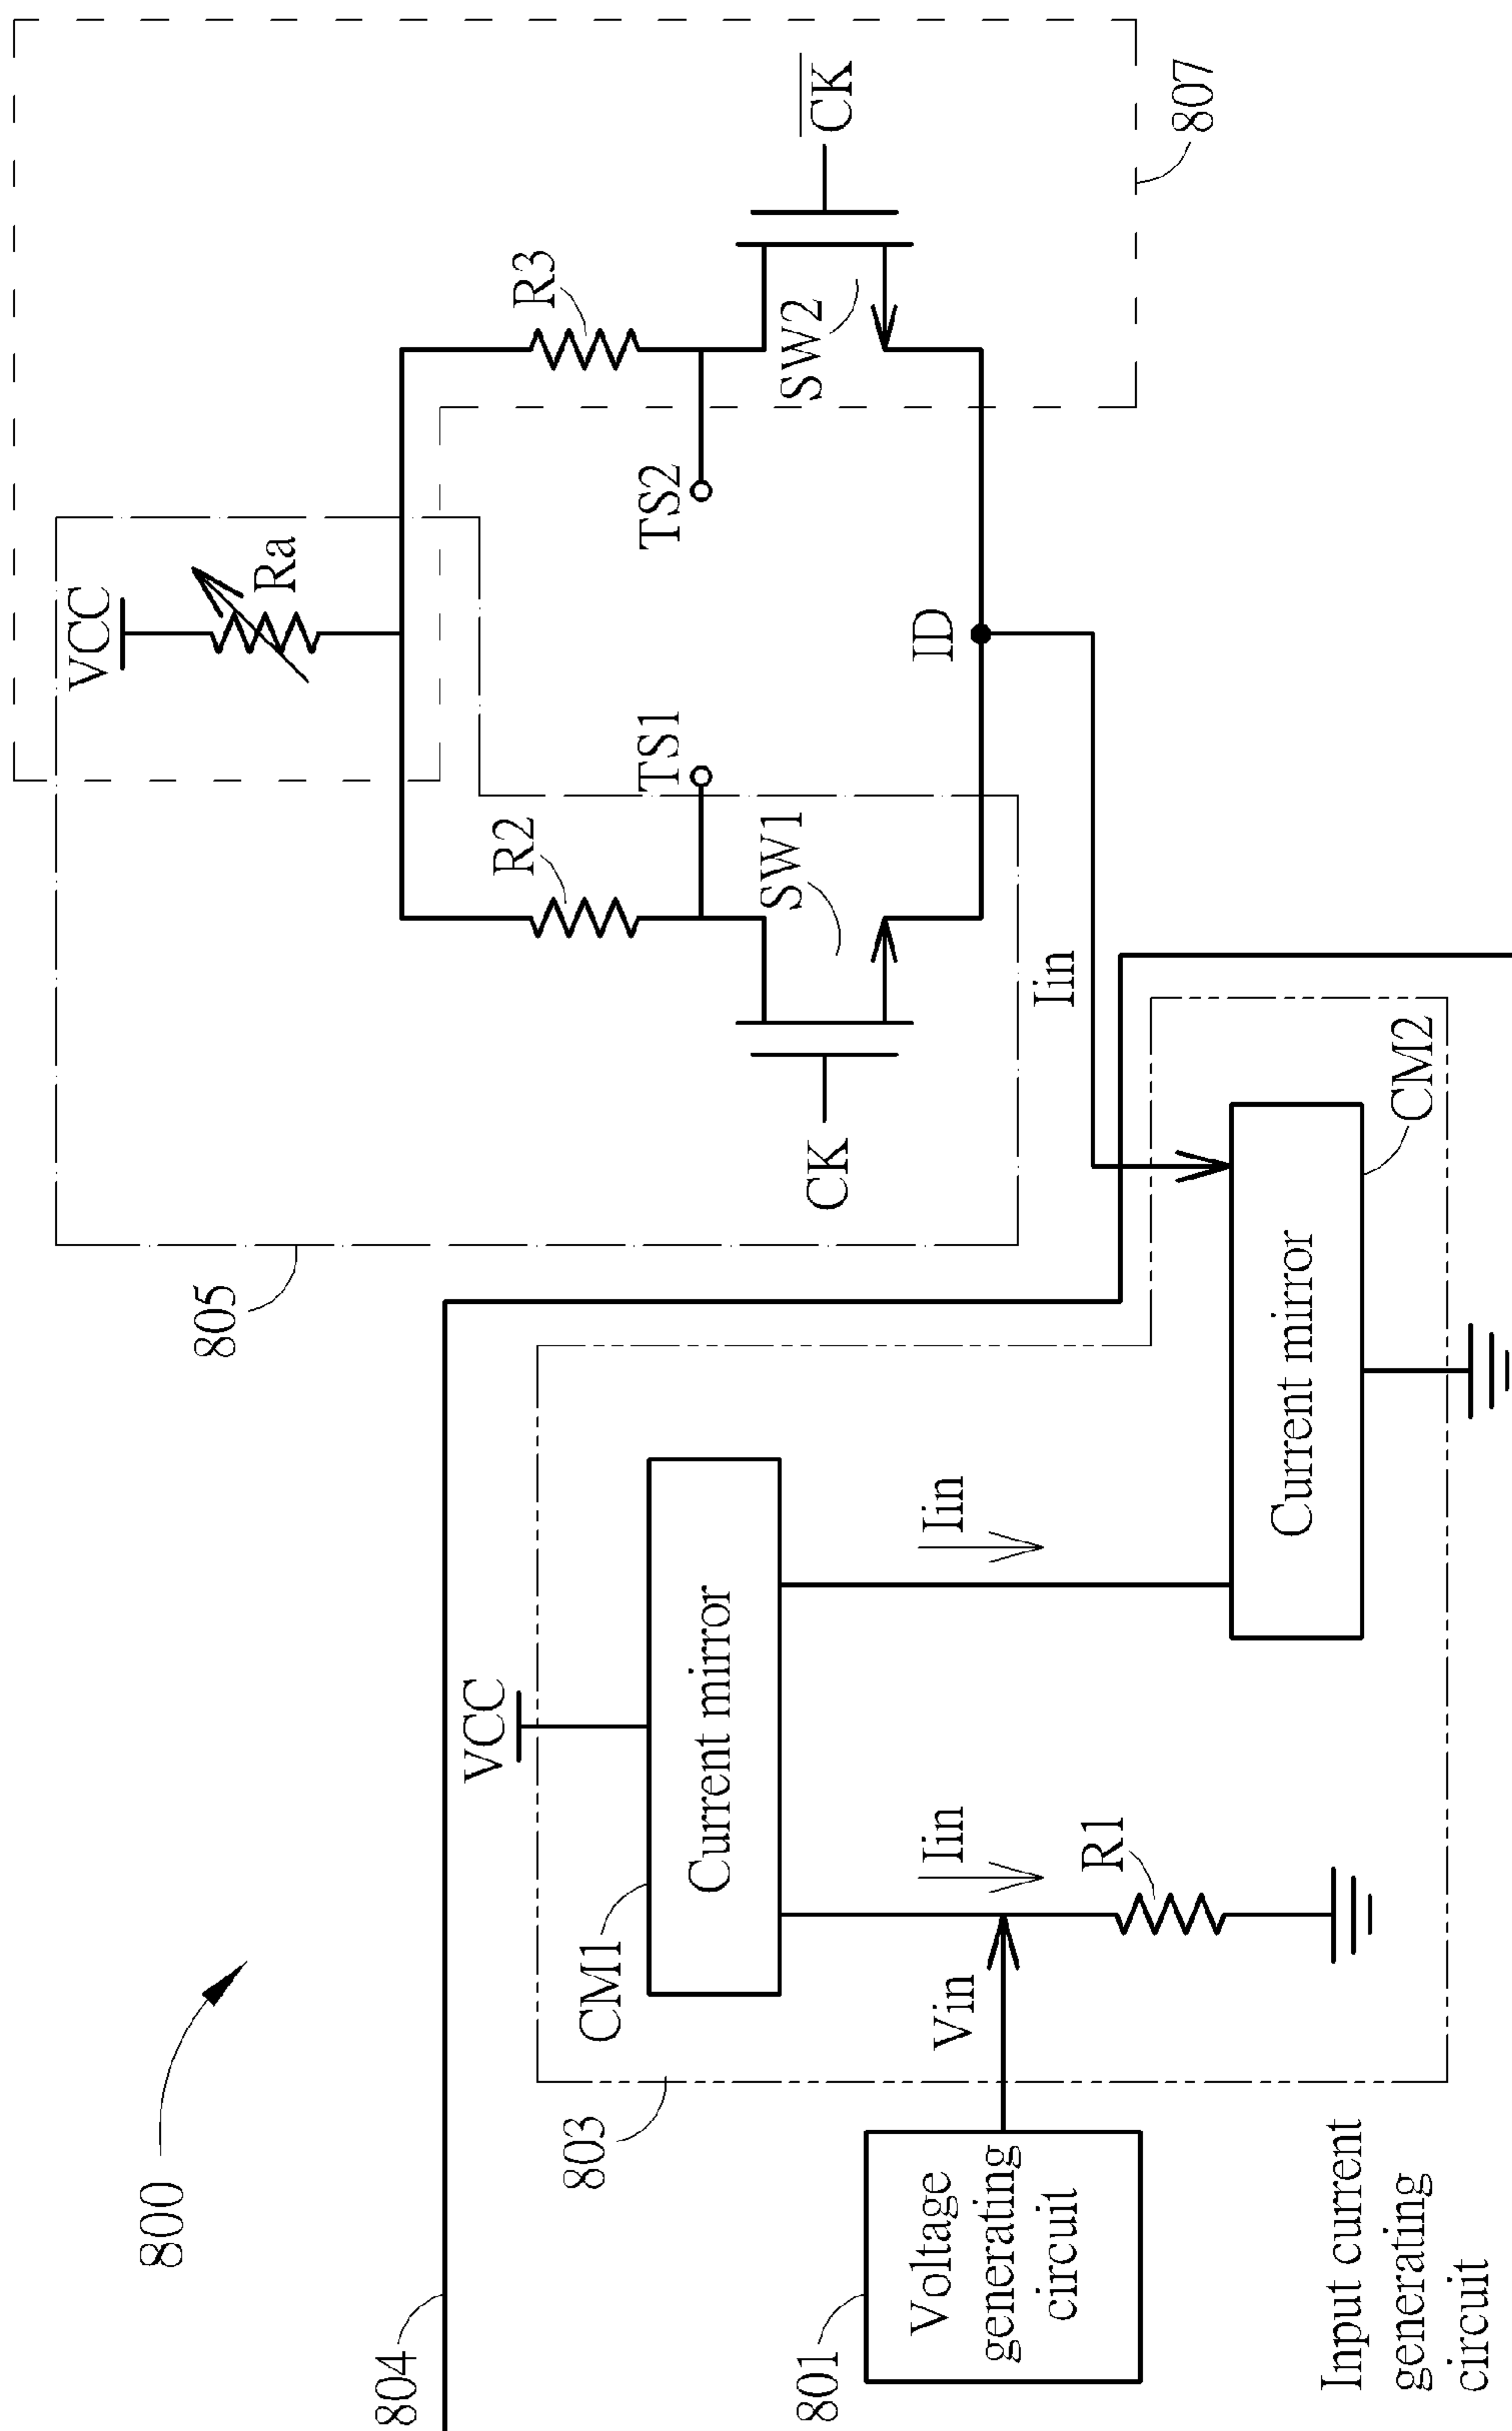 800
804
801
Voltage
generating
circuit
Input current
generating
circuit
803
Vin
CM1
Current mirror
VCC
Iin
R1
Iin
Current mirror
CM2
Iin
805
CK
SW1
R2
TS1
VCC
Ra
ID
TS2
R3
SW2
CK
807